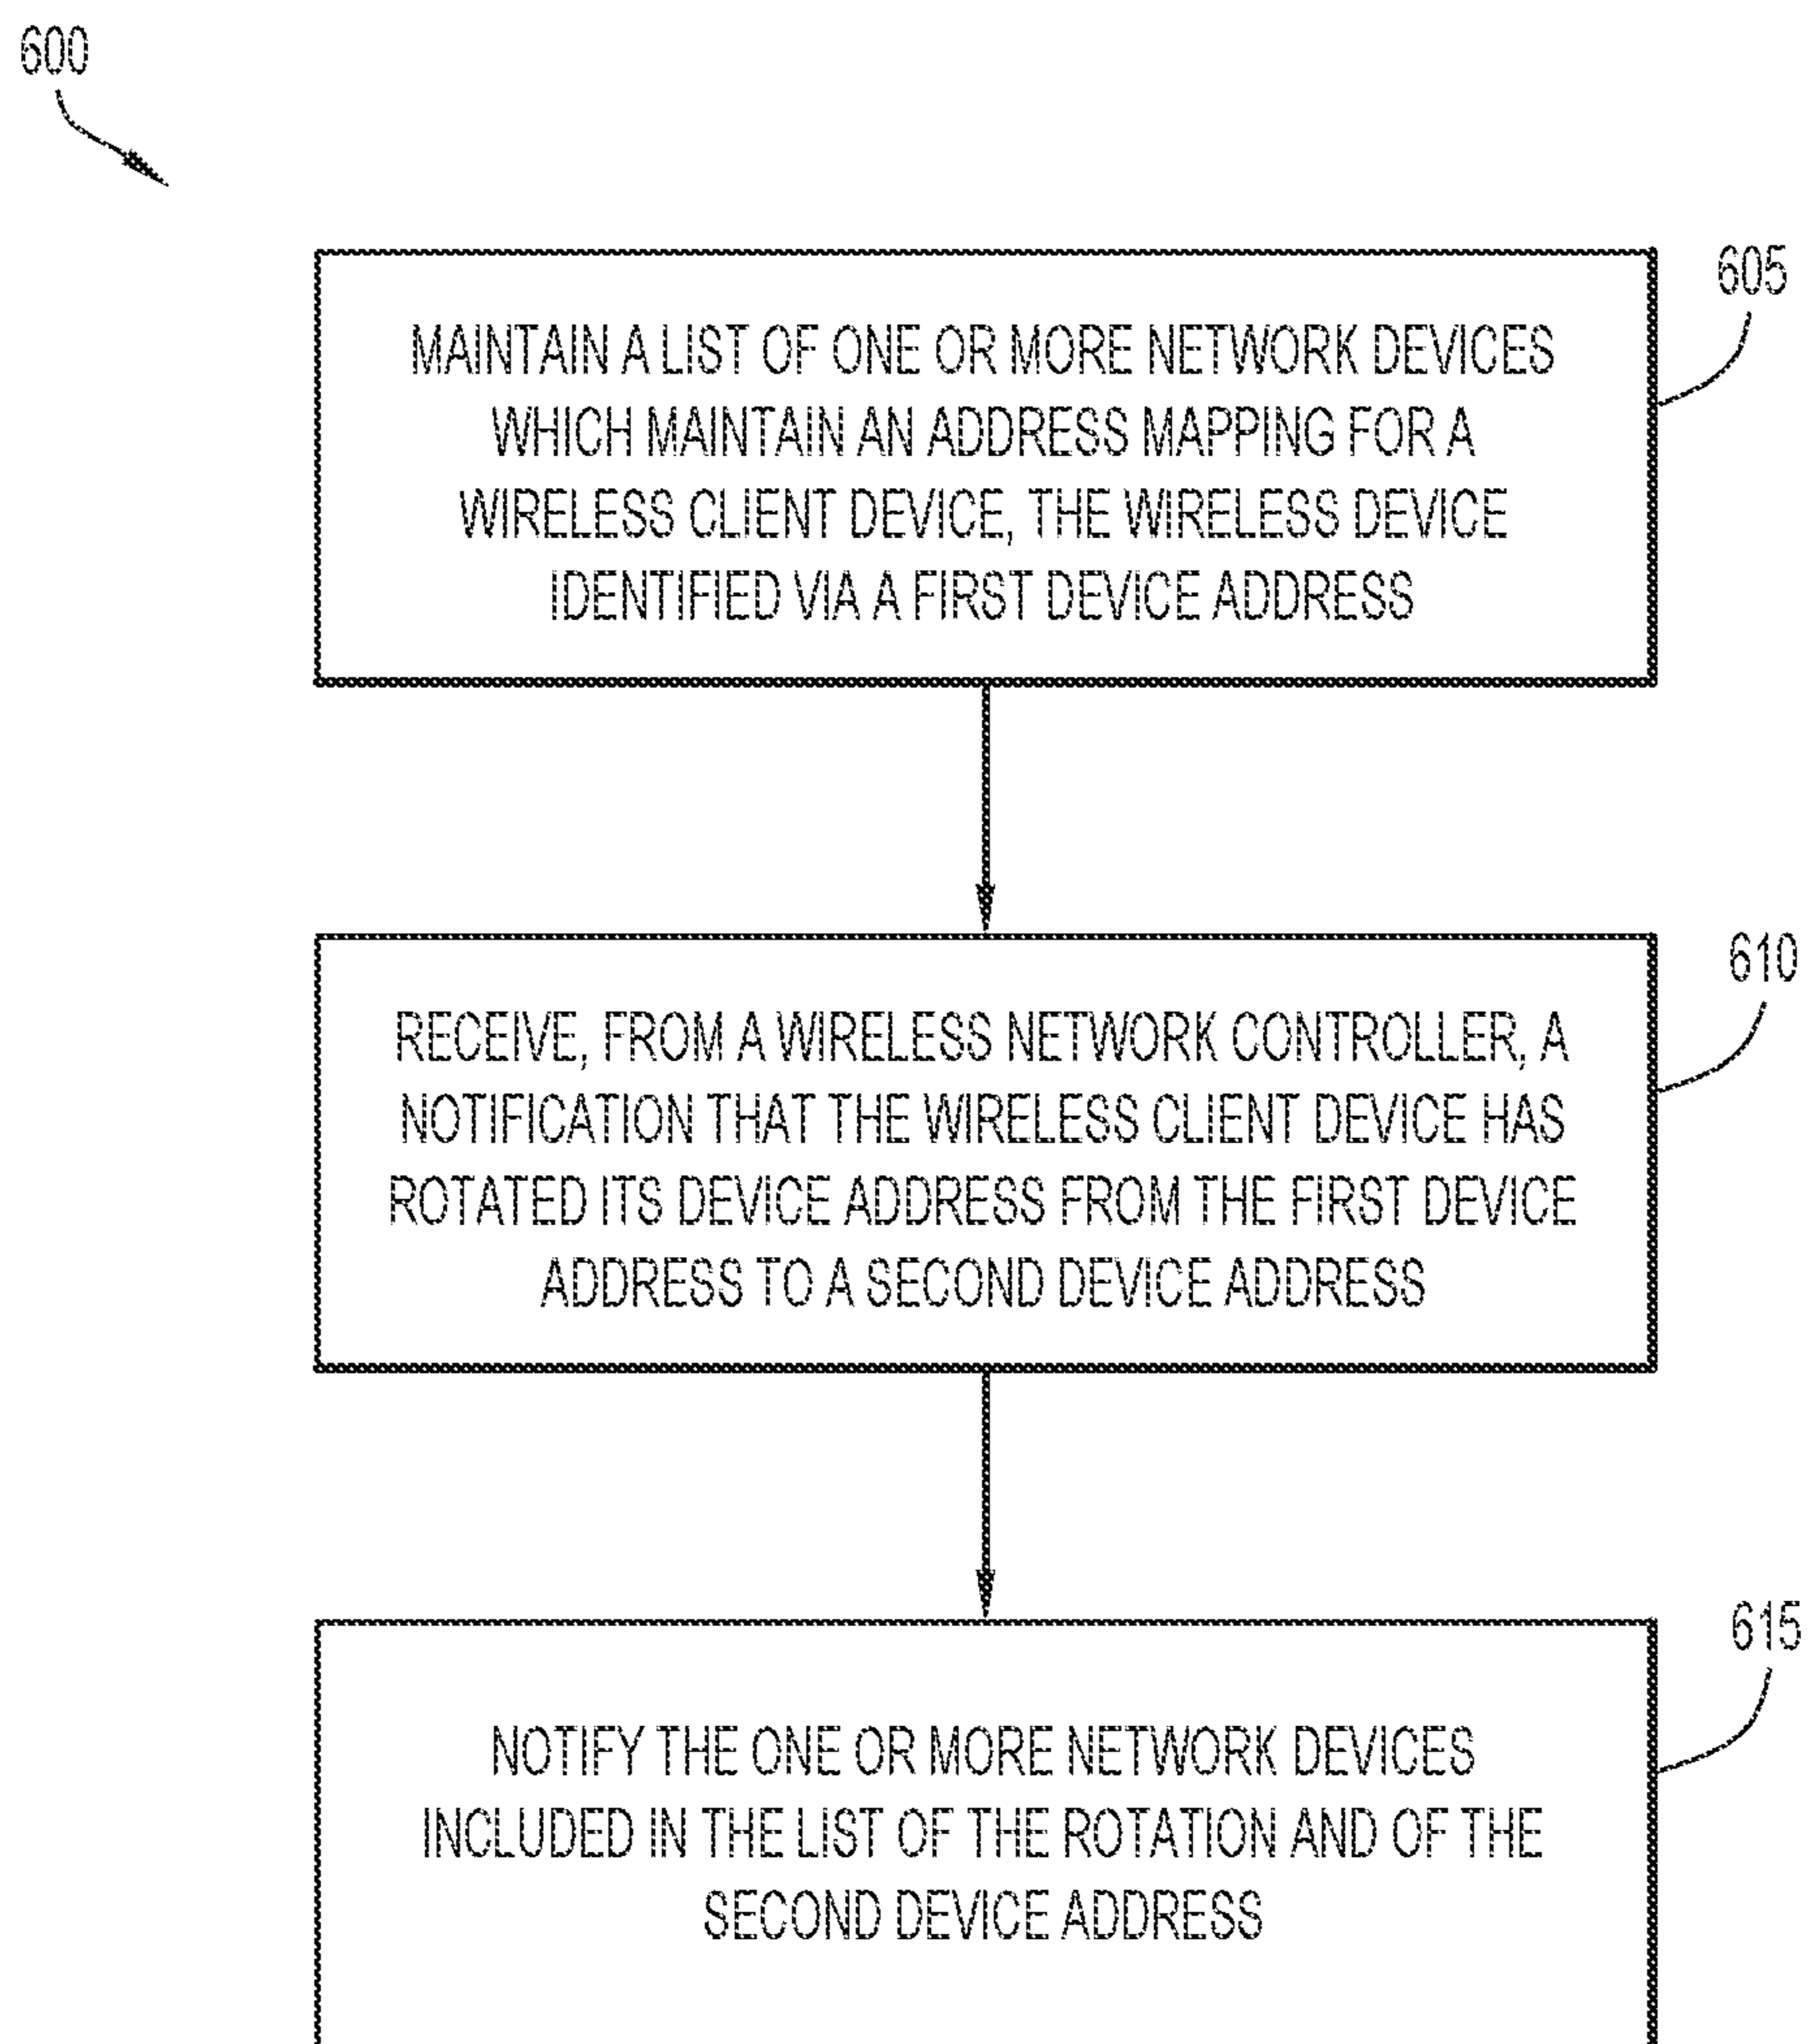 600
605
MAINTAIN A LIST OF ONE OR MORE NETWORK DEVICES
WHICH MAINTAIN AN ADDRESS MAPPING FOR A
WIRELESS CLIENT DEVICE, THE WIRELESS DEVICE
IDENTIFIED VIA A FIRST DEVICE ADDRESS
610
RECEIVE, FROM A WIRELESS NETWORK CONTROLLER, A
NOTIFICATION THAT THE WIRELESS CLIENT DEVICE HAS
ROTATED ITS DEVICE ADDRESS FROM THE FIRST DEVICE
ADDRESS TO A SECOND DEVICE ADDRESS
615
NOTIFY THE ONE OR MORE NETWORK DEVICES
INCLUDED IN THE LIST OF THE ROTATION AND OF THE
SECOND DEVICE ADDRESS